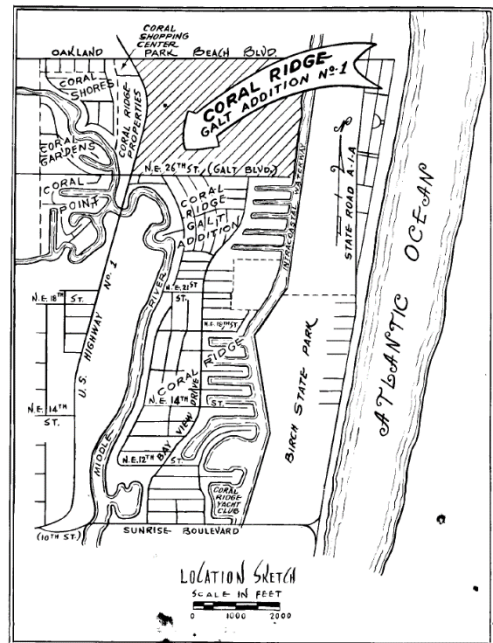 CORAL
SHOPPING
CENTER
OAKLAND PARK BEACH BLVD.
CORAL RIDGE
GALT ADDITION No. 1
CORAL
SHORES
CORAL RIDGE
PROPERTIES
CORAL
GARDENS
N.E. 26TH ST. (GALT BLVD.)
CORAL
POINT
CORAL
RIDGE
GALT
ADDITION
INTRACOASTAL WATERWAY
STATE ROAD A-1-A
N
ATLANTIC OCEAN
N.E. 18TH
ST.
U.S. HIGHWAY No. 1
MIDDLE RIVER
N.E. 21ST
ST.
N.E. 18TH ST
CORAL RIDGE
N.E. 14TH
ST.
N.E. 14TH ST.
BAY VIEW DRIVE
BIRCH STATE PARK
N.E. 12TH ST.
CORAL
RIDGE
YACHT
CLUB
(10TH ST.)
SUNRISE BOULEVARD
LOCATION SKETCH
SCALE IN FEET
0 1000 2000